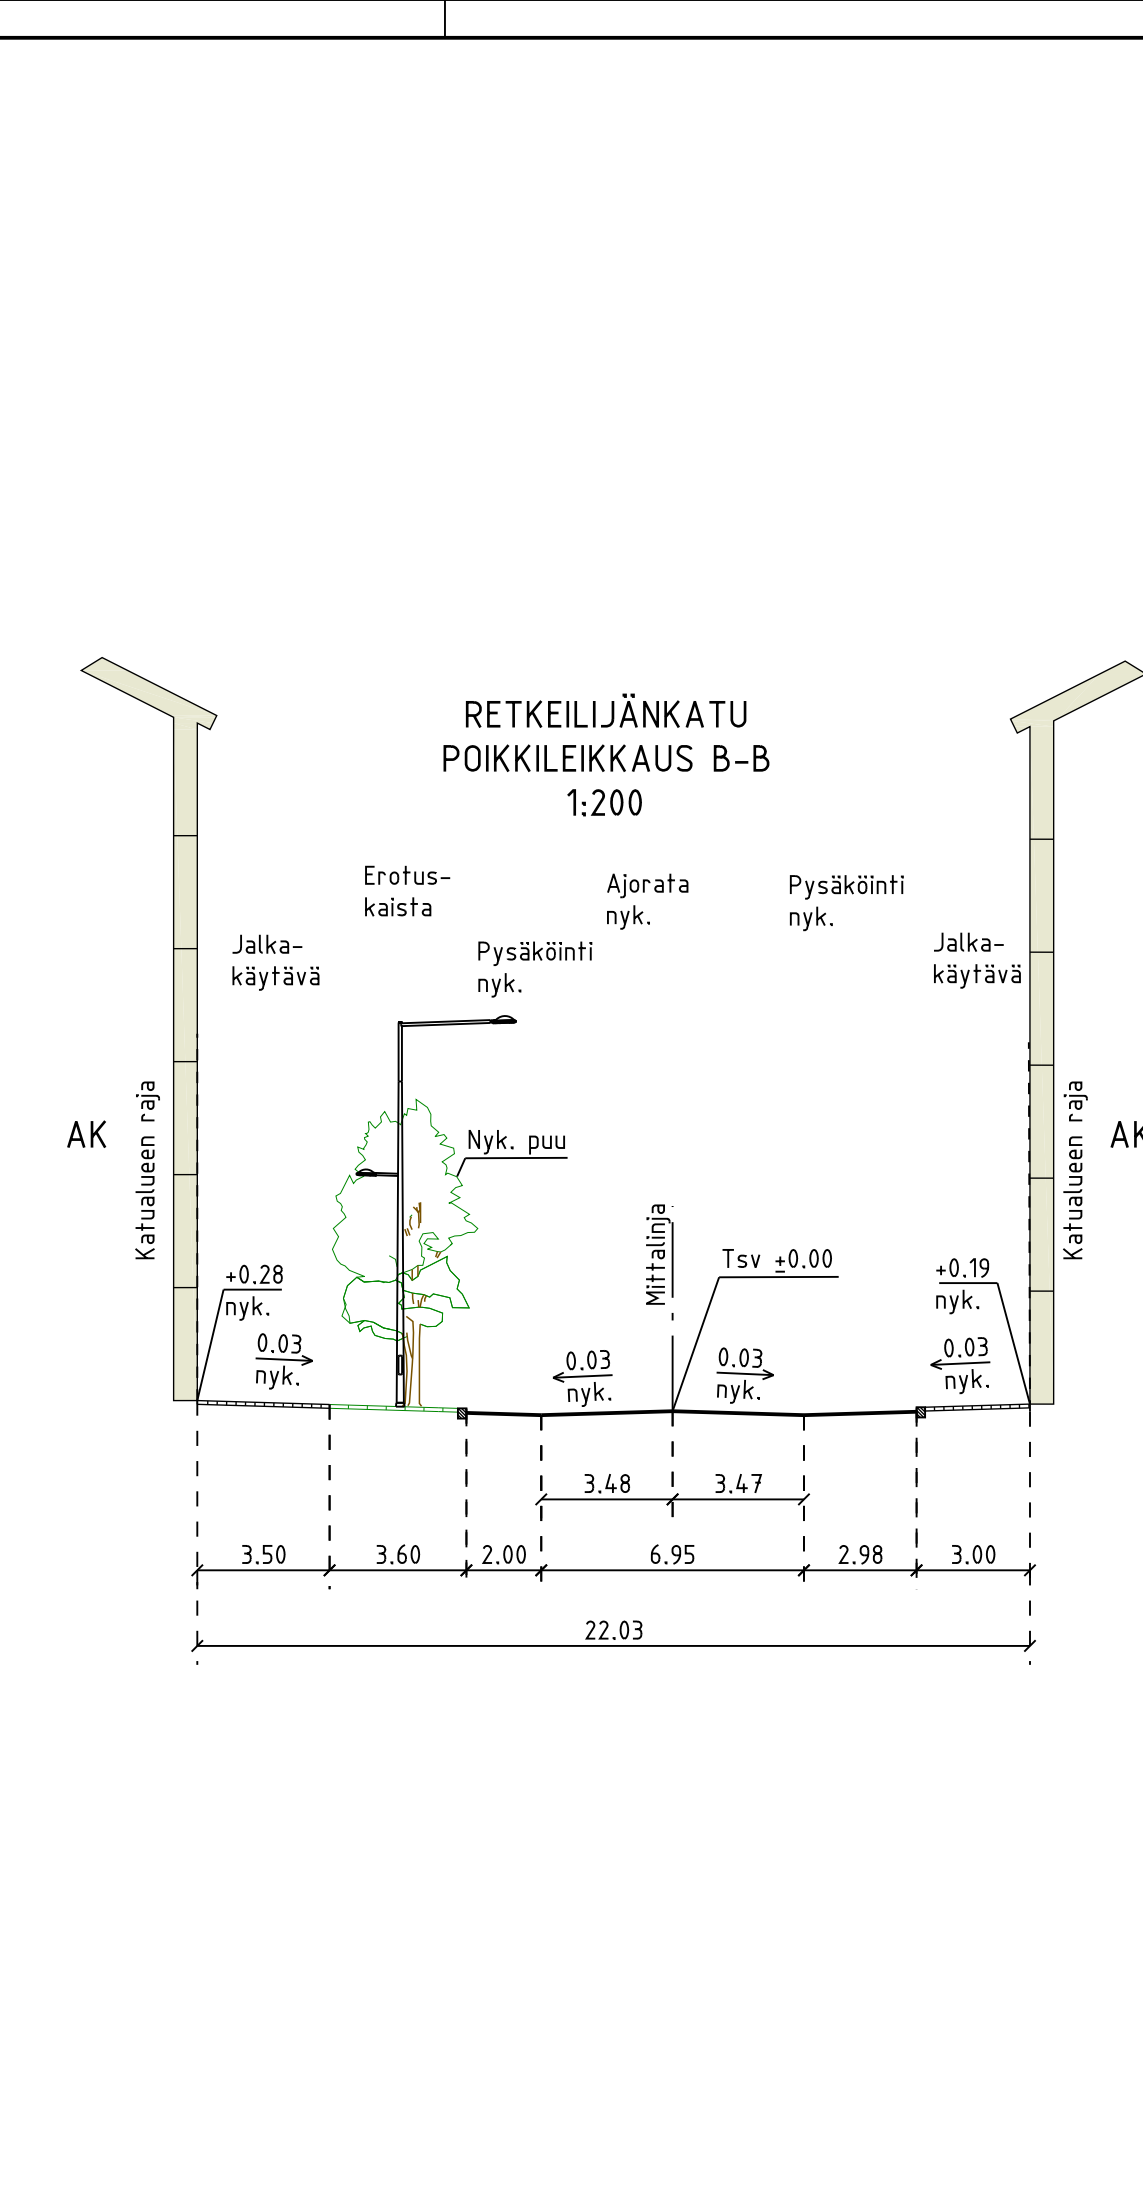 RETKEILIJÄNKATU
POIKKILEIKKAUS B-B
1:200
Erotus-
kaista
Ajorata
nyk.
Pysäköinti
nyk.
Jalka-
käytävä
Pysäköinti
nyk.
Jalka-
käytävä
AK
Katualueen raja
Nyk. puu
Katualueen raja
AK
Mittalinja
Tsv ±0.00
+0.28
nyk.
+0.19
nyk.
0.03
nyk.
0.03
nyk.
0.03
nyk.
0.03
nyk.
3.48
3.47
3.50
3.60
2.00
6.95
2.98
3.00
22.03